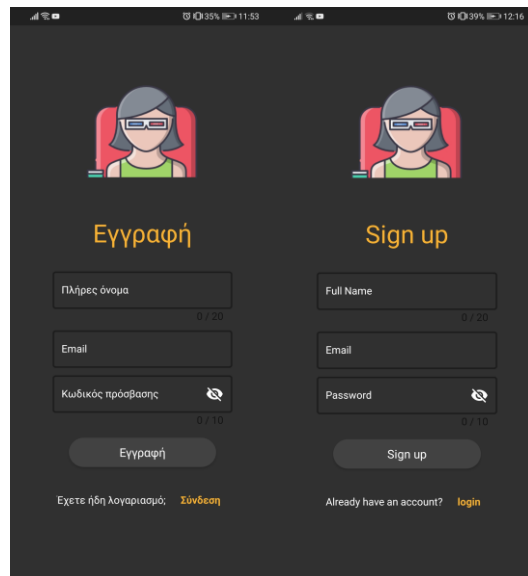 35% 11:53
Εγγραφή
Πλήρες όνομα
0 / 20
Email
Κωδικός πρόσβασης
0 / 10
Εγγραφή
Έχετε ήδη λογαριασμό; Σύνδεση
39% 12:16
Sign up
Full Name
0 / 20
Email
Password
0 / 10
Sign up
Already have an account? login